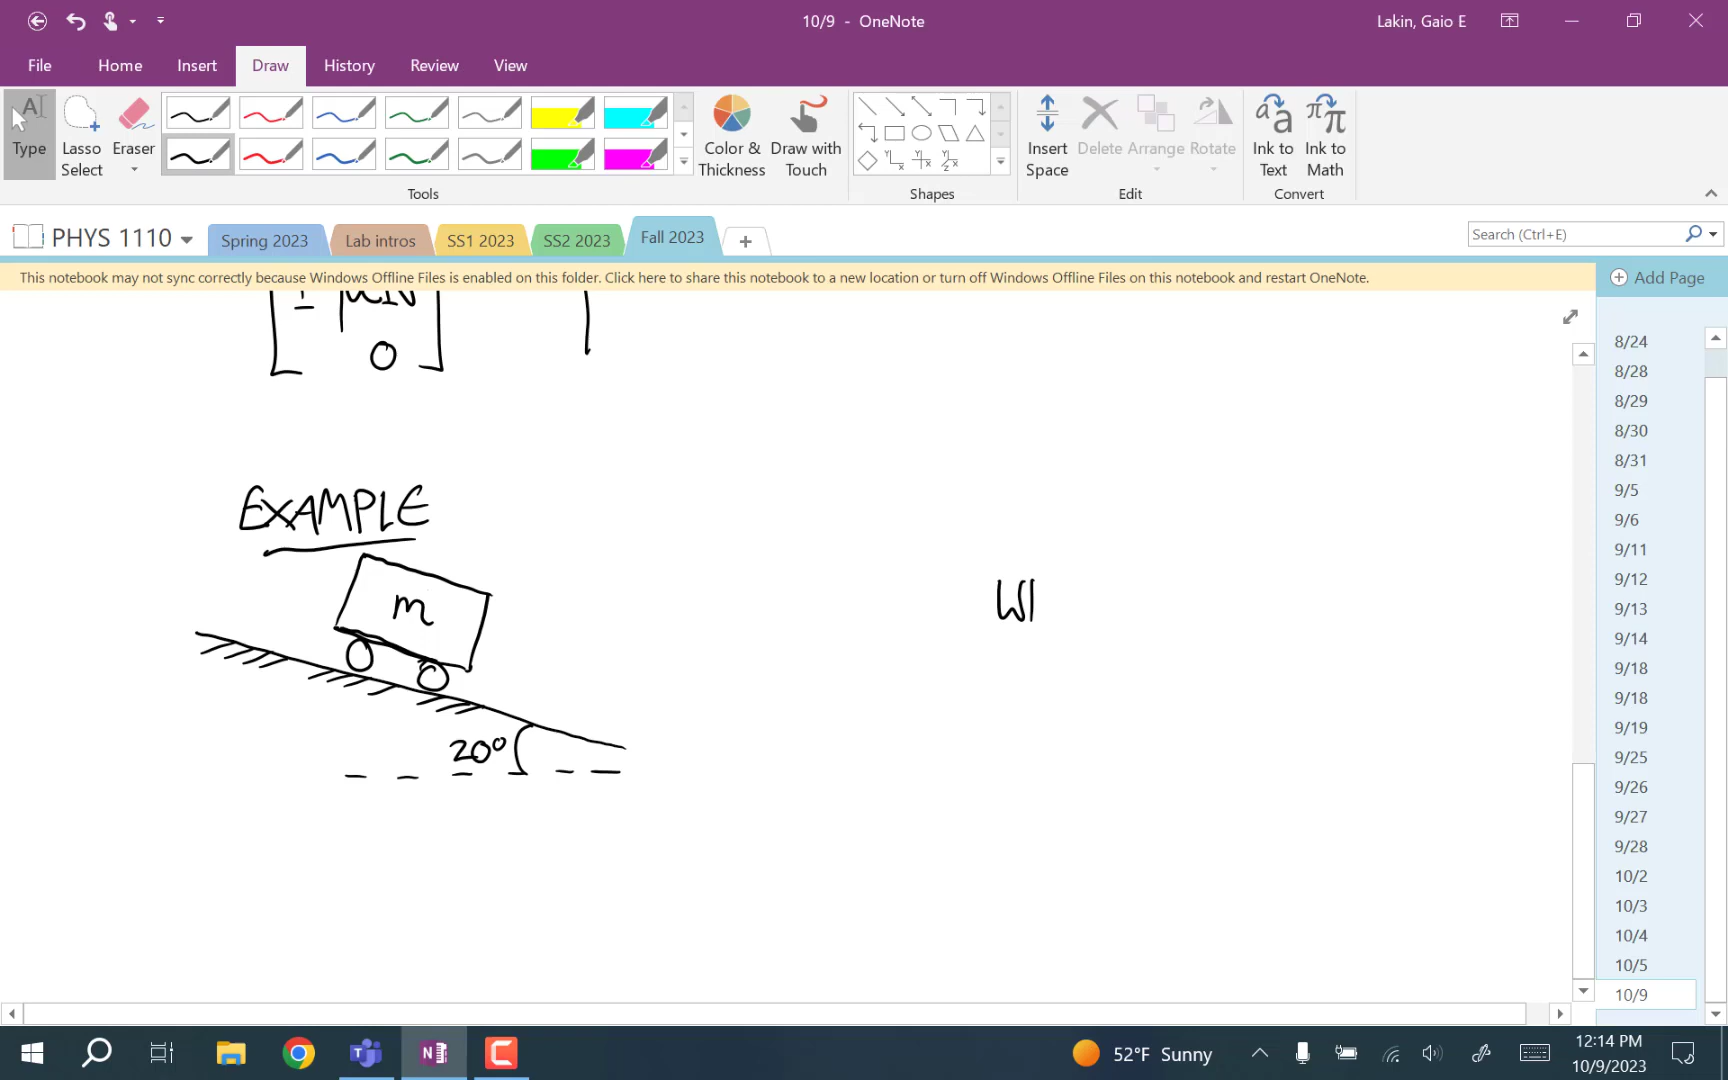 10/9 - OneNote
Lakin, Gaio E
File Home Insert Draw History Review View
Type
Lasso Select
Eraser
Color & Thickness
Draw with Touch
Insert Space
Delete
Arrange
Rotate
Ink to Text
Ink to Math
Tools
Shapes
Edit
Convert
PHYS 1110
Spring 2023
Lab intros
SS1 2023
SS2 2023
Fall 2023
Search (Ctrl+E)
This notebook may not sync correctly because Windows Offline Files is enabled on this folder. Click here to share this notebook to a new location or turn off Windows Offline Files on this notebook and restart OneNote.
Add Page
8/24
8/28
8/29
8/30
8/31
9/5
9/6
9/11
9/12
9/13
9/14
9/18
9/18
9/19
9/25
9/26
9/27
9/28
10/2
10/3
10/4
10/5
10/9
0
EXAMPLE
m
20°
52°F Sunny
12:14 PM
10/9/2023